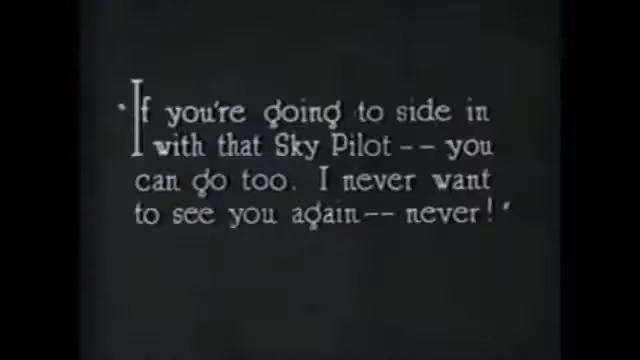 "If you're going to side in
with that Sky Pilot -- you
can go too. I never want
to see you again -- never!"